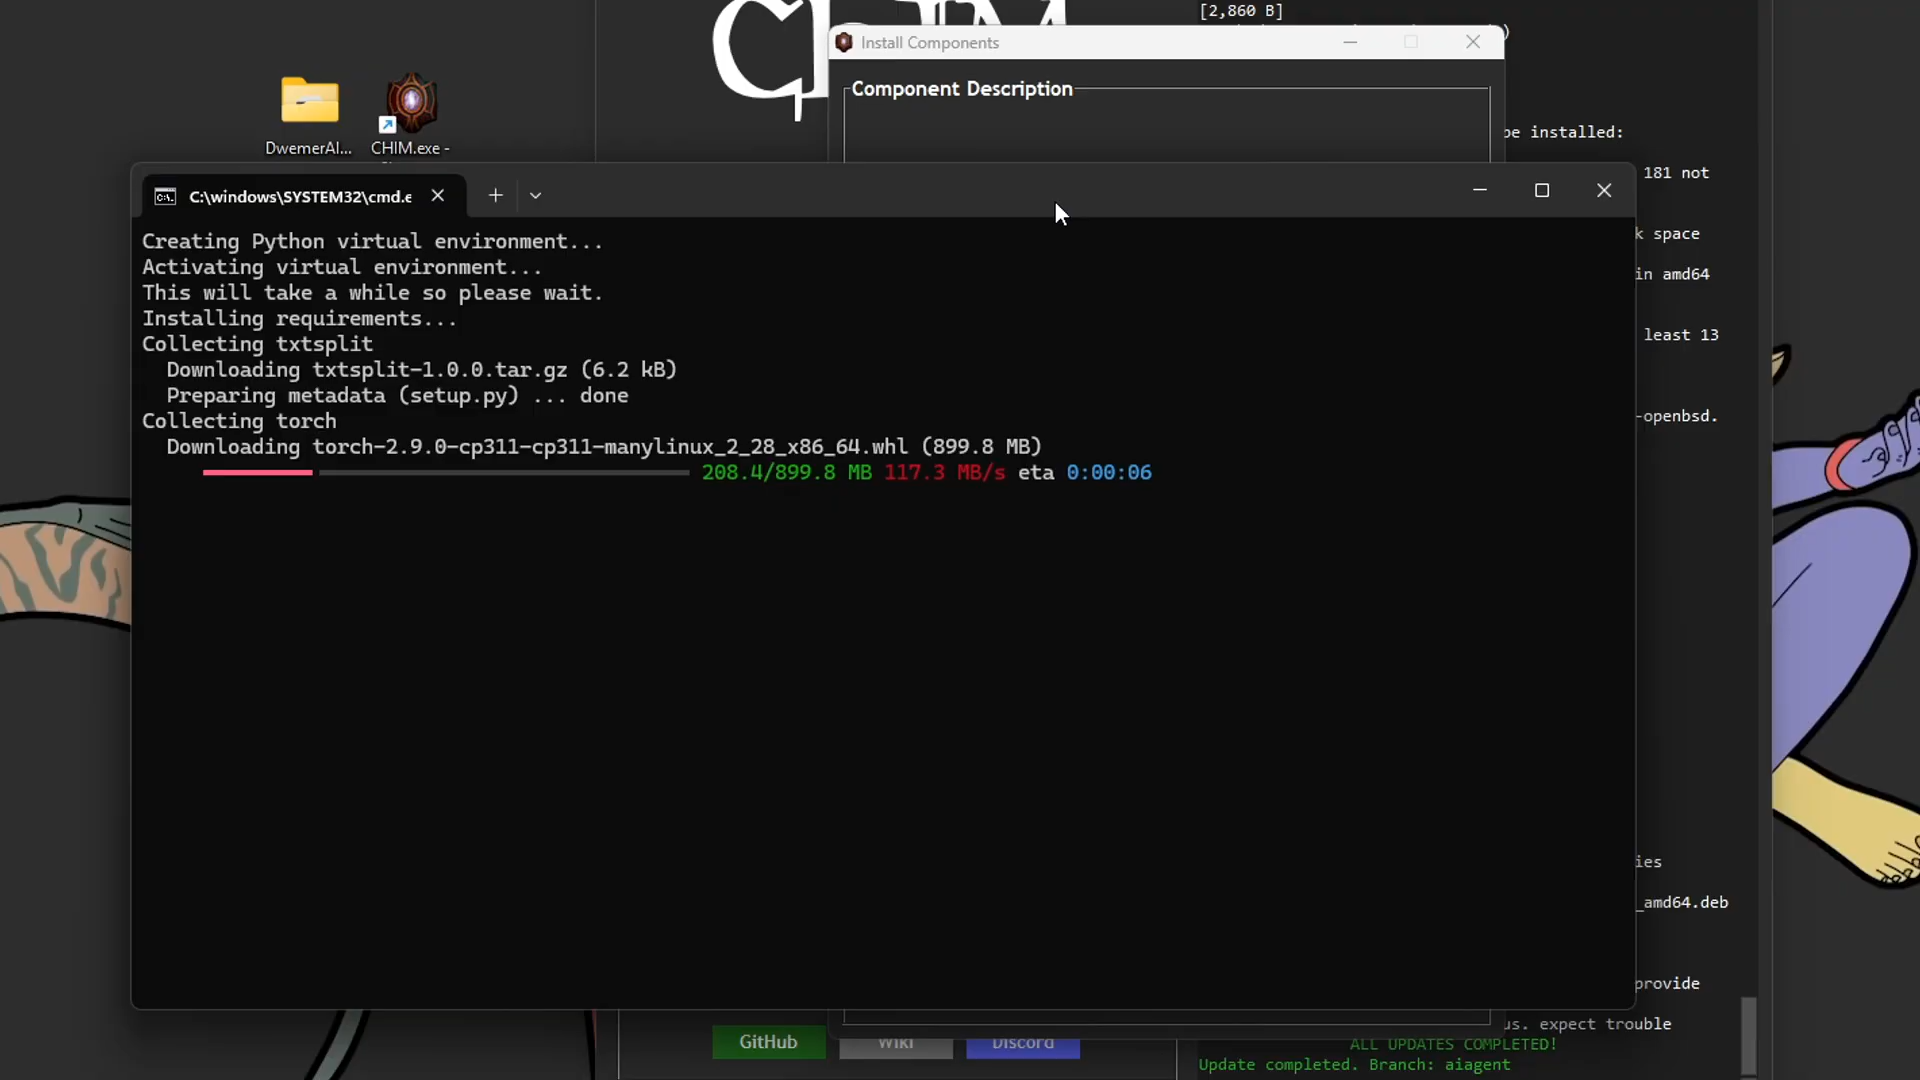 CHIM
[2,860 B]
Install Components
Component Description
DwemerAI...
CHIM.exe -
be installed:
181 not
C:\windows\SYSTEM32\cmd.e
k space
in amd64
least 13
-openbsd.
Creating Python virtual environment...
Activating virtual environment...
This will take a while so please wait.
Installing requirements...
Collecting txtsplit
Downloading txtsplit-1.0.0.tar.gz (6.2 kB)
Preparing metadata (setup.py) ... done
Collecting torch
Downloading torch-2.9.0-cp311-cp311-manylinux_2_28_x86_64.whl (899.8 MB)
208.4/899.8 MB 117.3 MB/s eta 0:00:06
ies
_amd64.deb
provide
us. expect trouble
GitHub
Wiki
Discord
ALL UPDATES COMPLETED!
Update completed. Branch: aiagent